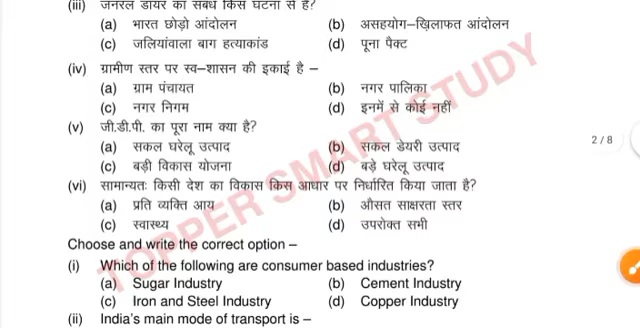 (iii) जनरल डायर का संबंध किस घटना से है?
(a) भारत छोड़ो आंदोलन (b) असहयोग–खिलाफत आंदोलन
(c) जलियांवाला बाग हत्याकांड (d) पूना पैक्ट
(iv) ग्रामीण स्तर पर स्व–शासन की इकाई है –
(a) ग्राम पंचायत (b) नगर पालिका
(c) नगर निगम (d) इनमें से कोई नहीं
(v) जी.डी.पी. का पूरा नाम क्या है?
(a) सकल घरेलू उत्पाद (b) सकल डेयरी उत्पाद
2 / 8
(c) बड़ी विकास योजना (d) बड़े घरेलू उत्पाद
(vi) सामान्यतः किसी देश का विकास किस आधार पर निर्धारित किया जाता है?
(a) प्रति व्यक्ति आय (b) औसत साक्षरता स्तर
(c) स्वास्थ्य (d) उपरोक्त सभी
Choose and write the correct option –
(i) Which of the following are consumer based industries?
(a) Sugar Industry (b) Cement Industry
(c) Iron and Steel Industry (d) Copper Industry
(ii) India's main mode of transport is –
TOPPER SMART STUDY